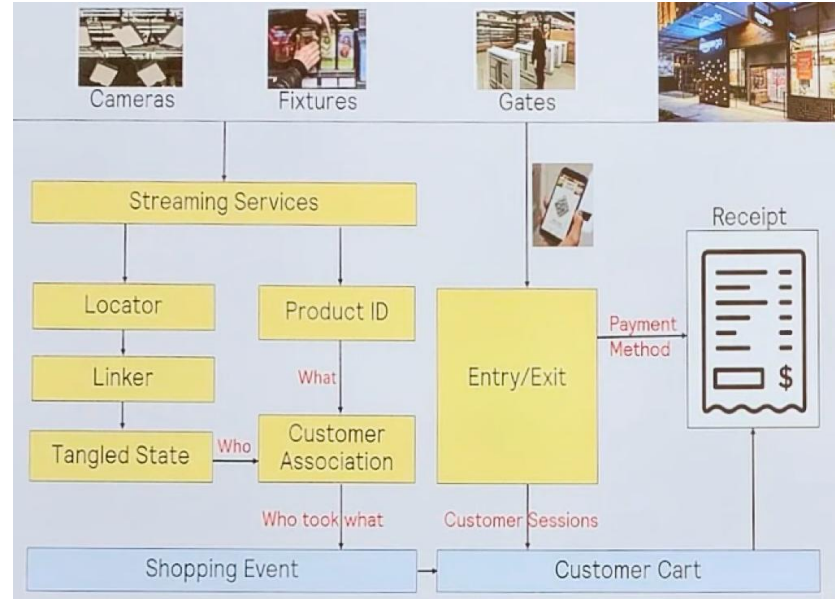 Cameras
Fixtures
Gates
Streaming Services
Receipt
Locator
Product ID
Payment
Method
What
Entry/Exit
Linker
$
Customer
Association
Who
Tangled State
Who took what
Customer Sessions
Shopping Event
Customer Cart